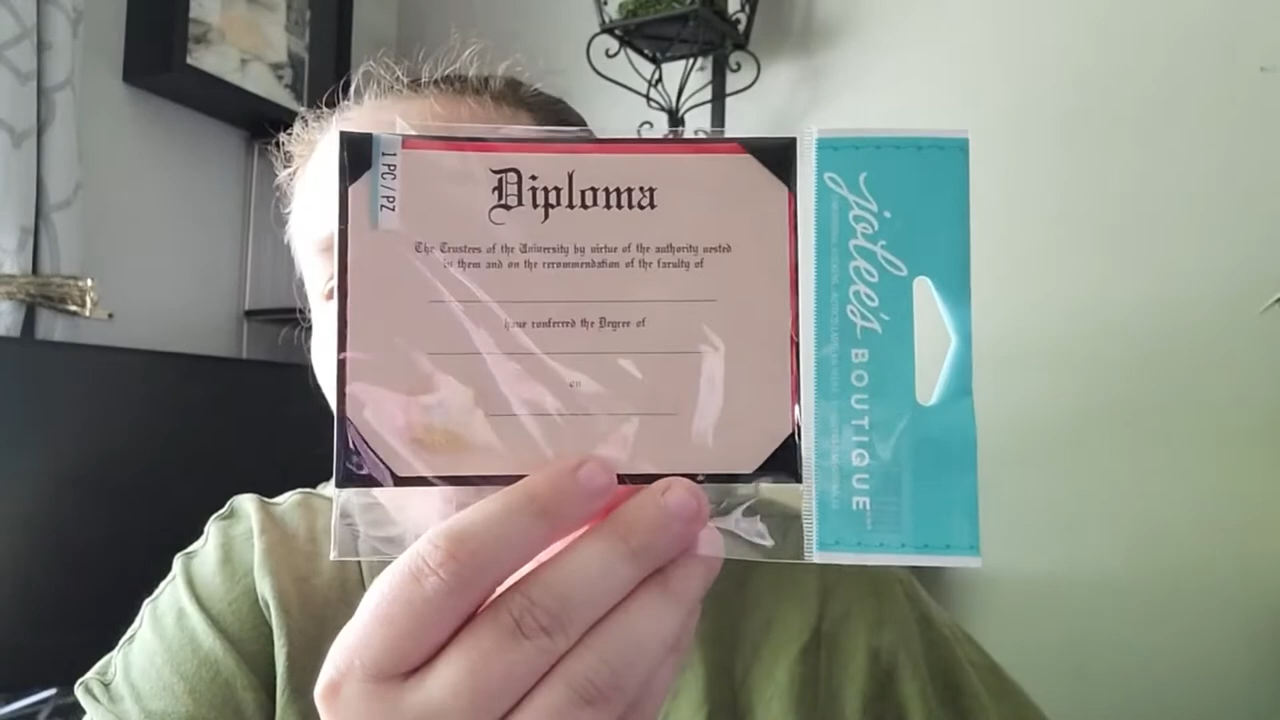 1 PC / PZ
Diploma
The Trustees of the University by virtue of the authority vested
in them and on the recommendation of the faculty of
have conferred the Degree of
on
jolee's BOUTIQUE